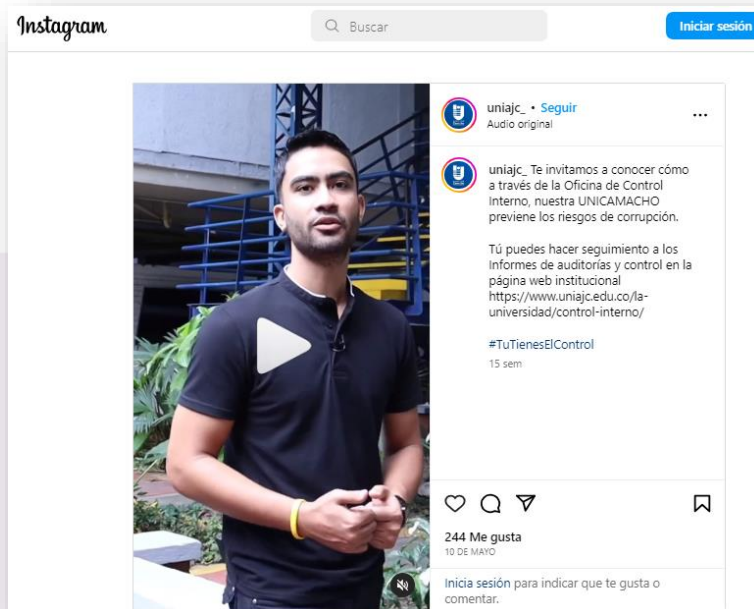 Instagram
Buscar
Iniciar sesión
uniajc_ • Seguir
Audio original
uniajc_ Te invitamos a conocer cómo
a través de la Oficina de Control
Interno, nuestra UNICAMACHO
previene los riesgos de corrupción.
Tú puedes hacer seguimiento a los
Informes de auditorías y control en la
página web institucional
https://www.uniajc.edu.co/la-
universidad/control-interno/
#TuTienesElControl
15 sem
244 Me gusta
10 DE MAYO
Inicia sesión para indicar que te gusta o
comentar.